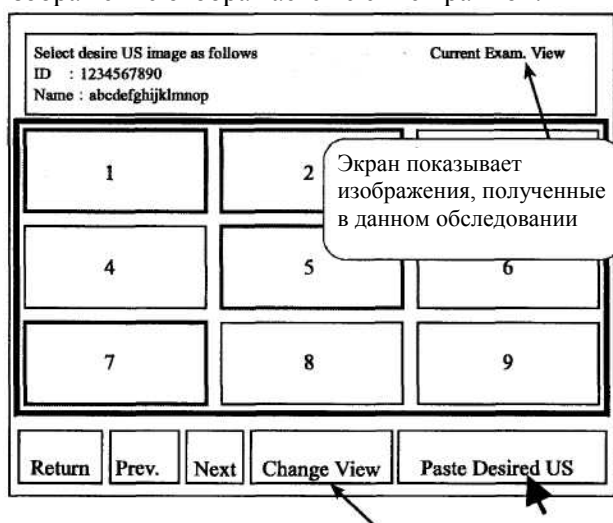 Select desire US image as follows
Current Exam. View
ID : 1234567890
Name : abcdefghijklmnop
1
2
Экран показывает
изображения, полученные
в данном обследовании
4
5
6
7
8
9
Return
Prev.
Next
Change View
Paste Desired US